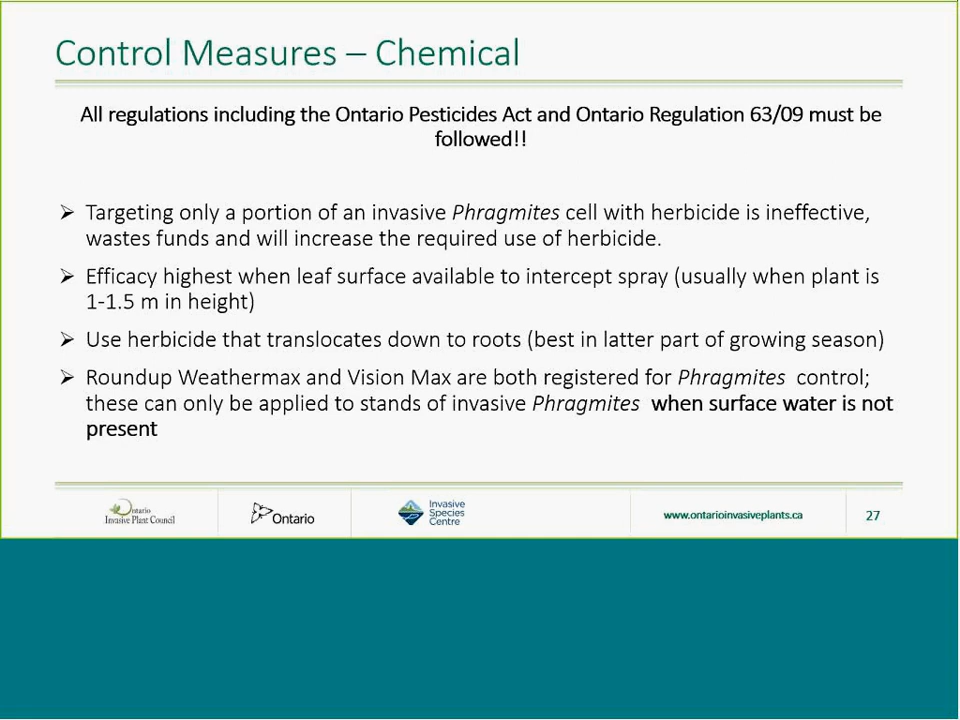 Control Measures – Chemical
All regulations including the Ontario Pesticides Act and Ontario Regulation 63/09 must be
followed!!
➢ Targeting only a portion of an invasive Phragmites cell with herbicide is ineffective,
wastes funds and will increase the required use of herbicide.
➢ Efficacy highest when leaf surface available to intercept spray (usually when plant is
1-1.5 m in height)
➢ Use herbicide that translocates down to roots (best in latter part of growing season)
➢ Roundup Weathermax and Vision Max are both registered for Phragmites control;
these can only be applied to stands of invasive Phragmites when surface water is not
present
Ontario
Invasive Plant Council
Ontario
Invasive
Species
Centre
www.ontarioinvasiveplants.ca
27